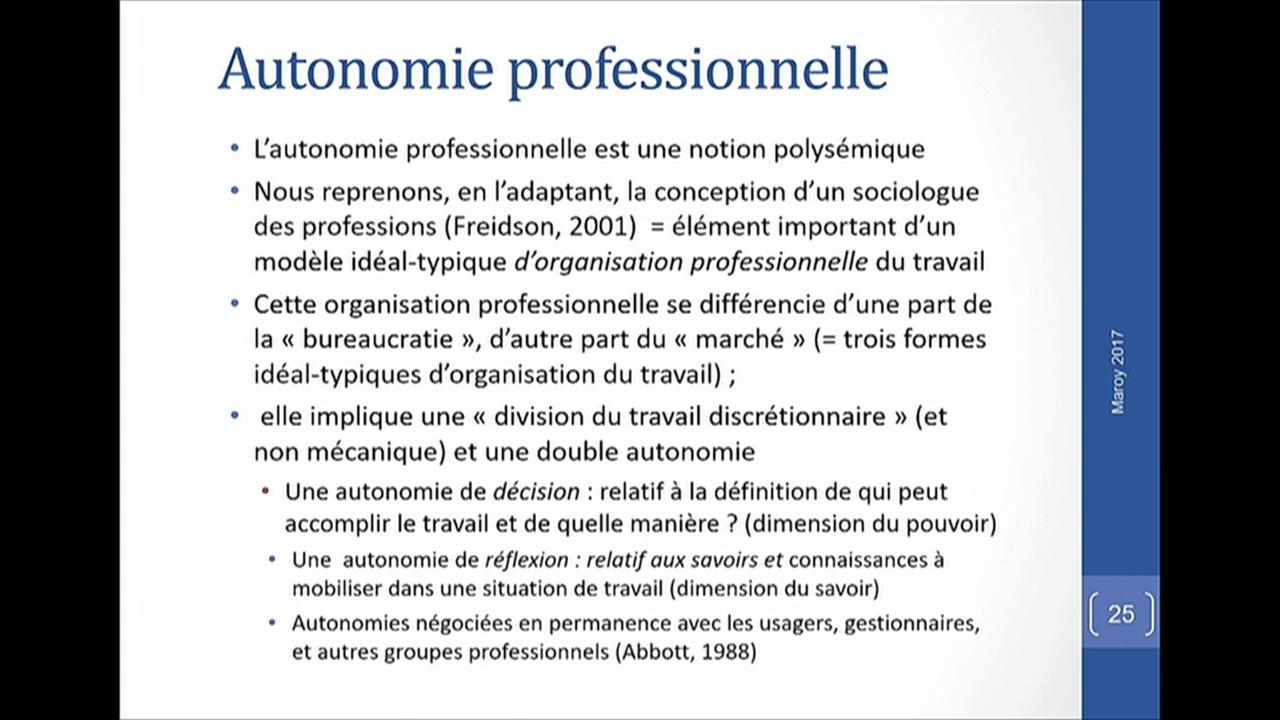 Autonomie professionnelle
• L’autonomie professionnelle est une notion polysémique
• Nous reprenons, en l’adaptant, la conception d’un sociologue
des professions (Freidson, 2001)  = élément important d’un
modèle idéal-typique d’organisation professionnelle du travail
• Cette organisation professionnelle se différencie d’une part de
la « bureaucratie », d’autre part du « marché » (= trois formes
idéal-typiques d’organisation du travail) ;
• elle implique une « division du travail discrétionnaire » (et
non mécanique) et une double autonomie
• Une autonomie de décision : relatif à la définition de qui peut
accomplir le travail et de quelle manière ? (dimension du pouvoir)
• Une  autonomie de réflexion : relatif aux savoirs et connaissances à
mobiliser dans une situation de travail (dimension du savoir)
• Autonomies négociées en permanence avec les usagers, gestionnaires,
et autres groupes professionnels (Abbott, 1988)
Maroy 2017
25